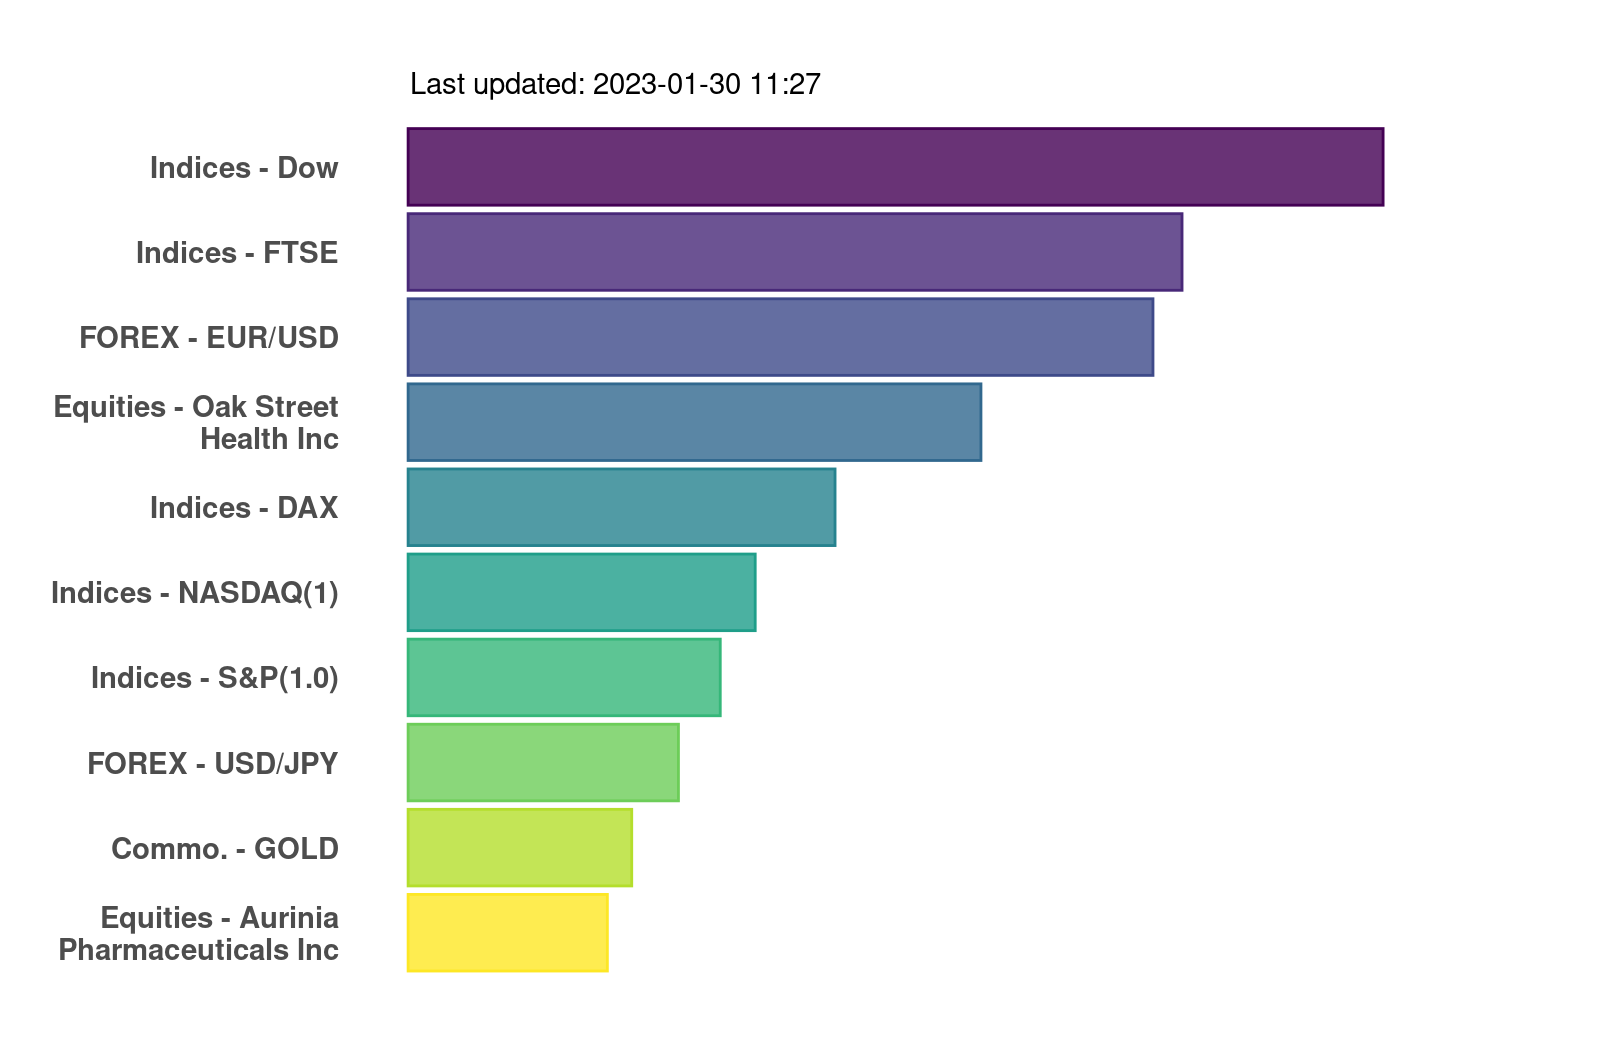 Last updated: 2023-01-30 11:27
Indices - Dow
Indices - FTSE
FOREX - EUR/USD
Equities - Oak Street
Health Inc
Indices - DAX
Indices - NASDAQ(1)
Indices - S&P(1.0)
FOREX - USD/JPY
Commo. - GOLD
Equities - Aurinia
Pharmaceuticals Inc